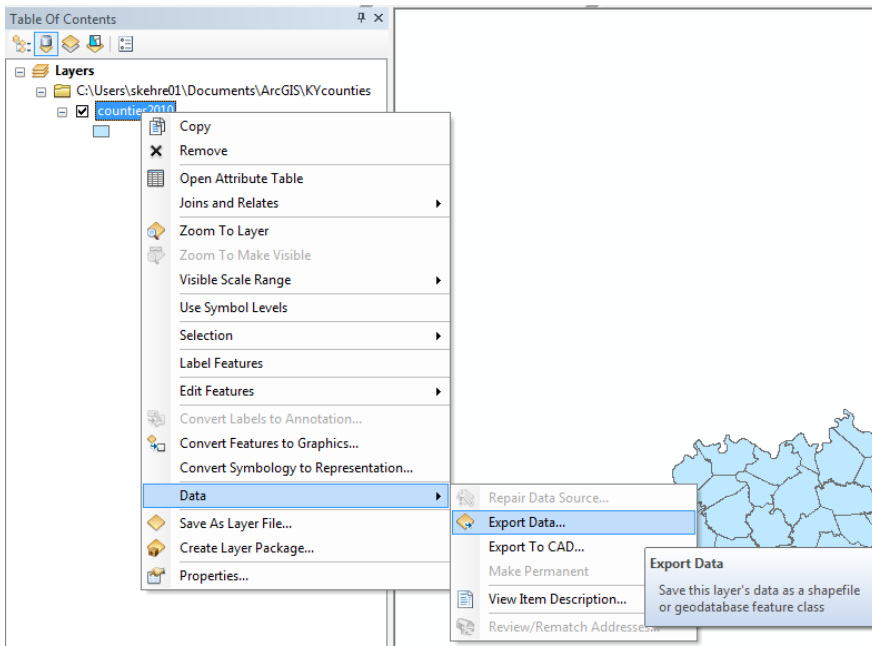 Table Of Contents
Layers
C:\Users\skehre01\Documents\ArcGIS\KYcounties
counties2010
Copy
Remove
Open Attribute Table
Joins and Relates
Zoom To Layer
Zoom To Make Visible
Visible Scale Range
Use Symbol Levels
Selection
Label Features
Edit Features
Convert Labels to Annotation...
Convert Features to Graphics...
Convert Symbology to Representation...
Data
Save As Layer File...
Create Layer Package...
Properties...
Repair Data Source...
Export Data...
Export To CAD...
Make Permanent
View Item Description...
Review/Rematch Addresses...
Export Data
Save this layer's data as a shapefile
or geodatabase feature class